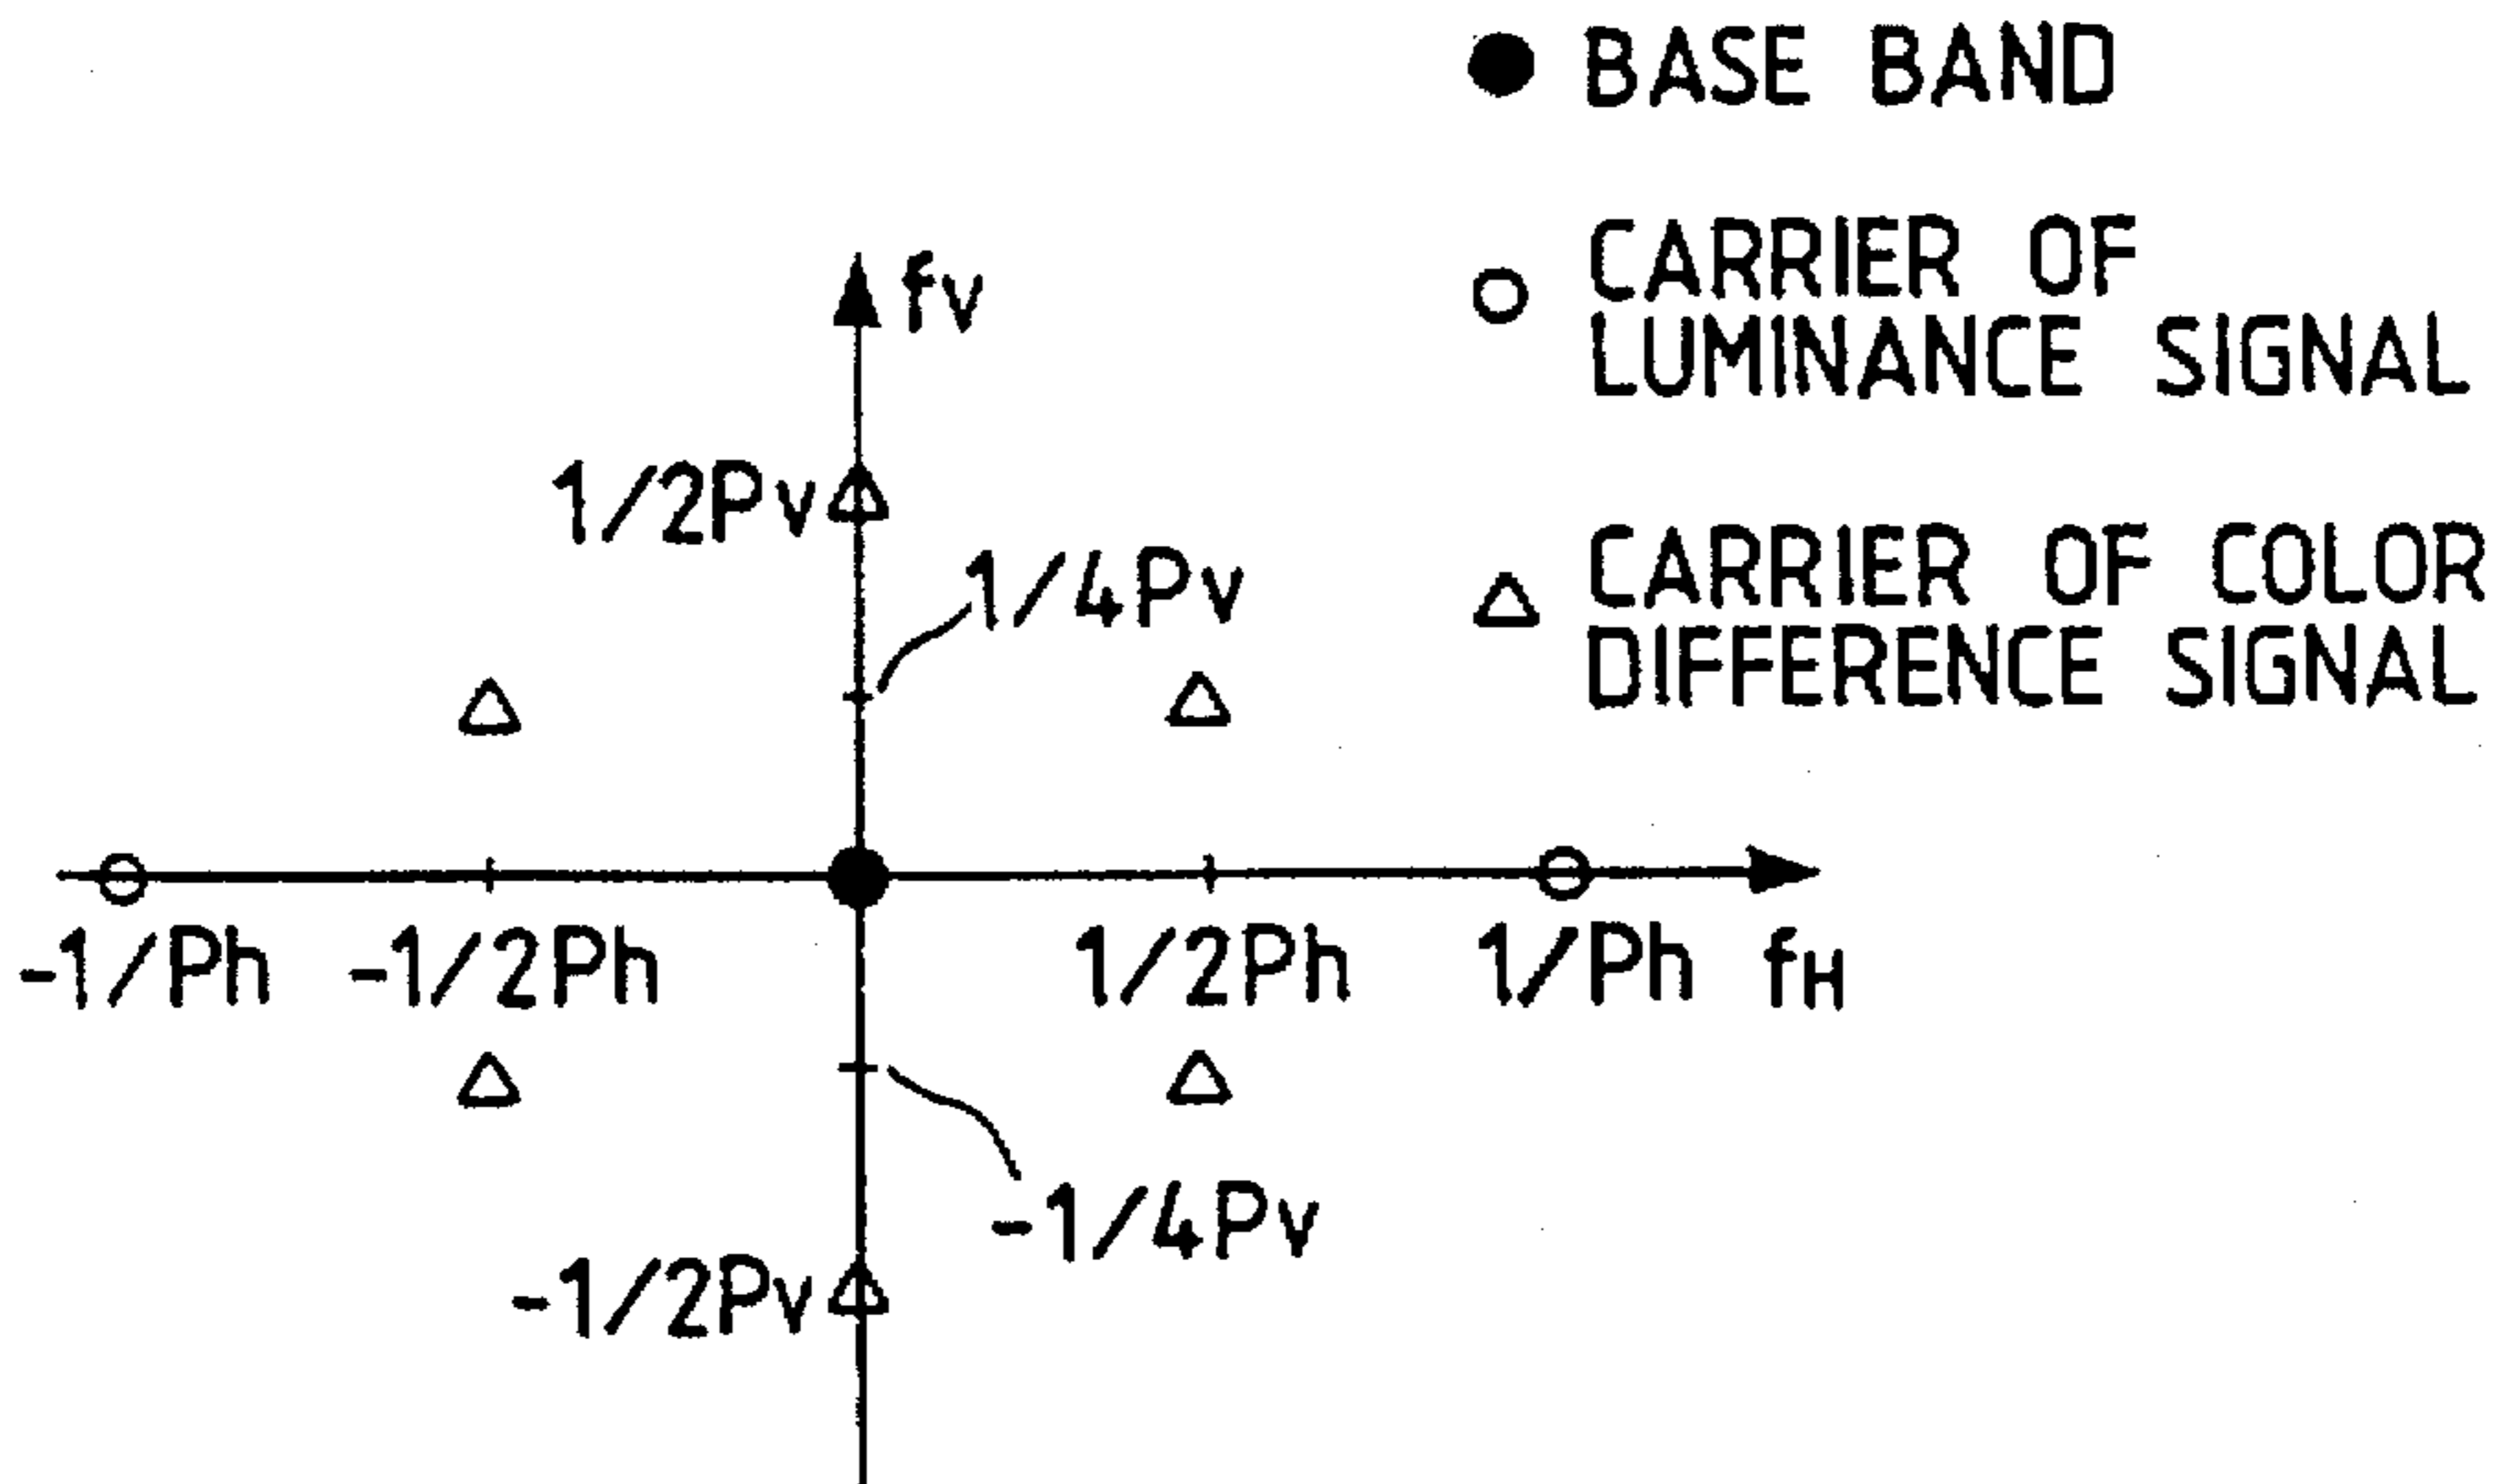 BASE BAND
CARRIER OF
LUMINANCE SIGNAL
CARRIER OF COLOR
DIFFERENCE SIGNAL
fv
1/2Pv
1/4Pv
-1/Ph
-1/2Ph
1/2Ph
1/Ph
fH
-1/4Pv
-1/2Pv